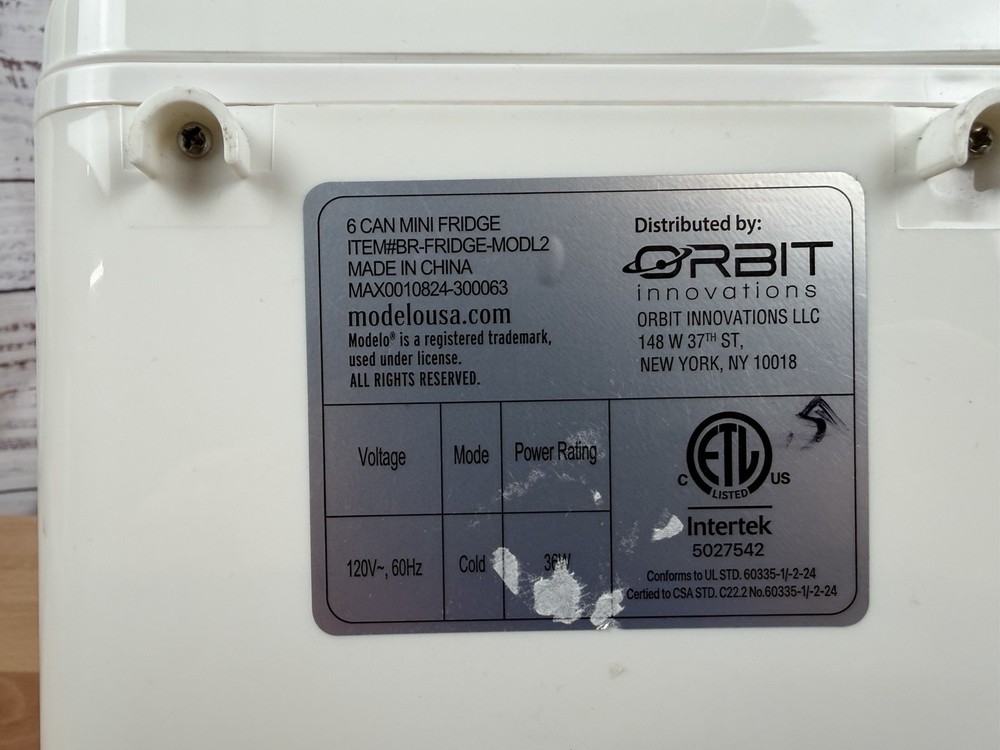 6 CAN MINI FRIDGE
ITEM#BR-FRIDGE-MODL2
MADE IN CHINA
MAX0010824-300063
modelousa.com
Modelo® is a registered trademark,
used under license.
ALL RIGHTS RESERVED.
Distributed by:
ORBIT
innovations
ORBIT INNOVATIONS LLC
148 W 37TH ST,
NEW YORK, NY 10018
Voltage Mode Power Rating
120V~, 60Hz Cold 36W
5
C ETL US
LISTED
Intertek
5027542
Conforms to UL STD. 60335-1/-2-24
Certied to CSA STD. C22.2 No.60335-1/-2-24